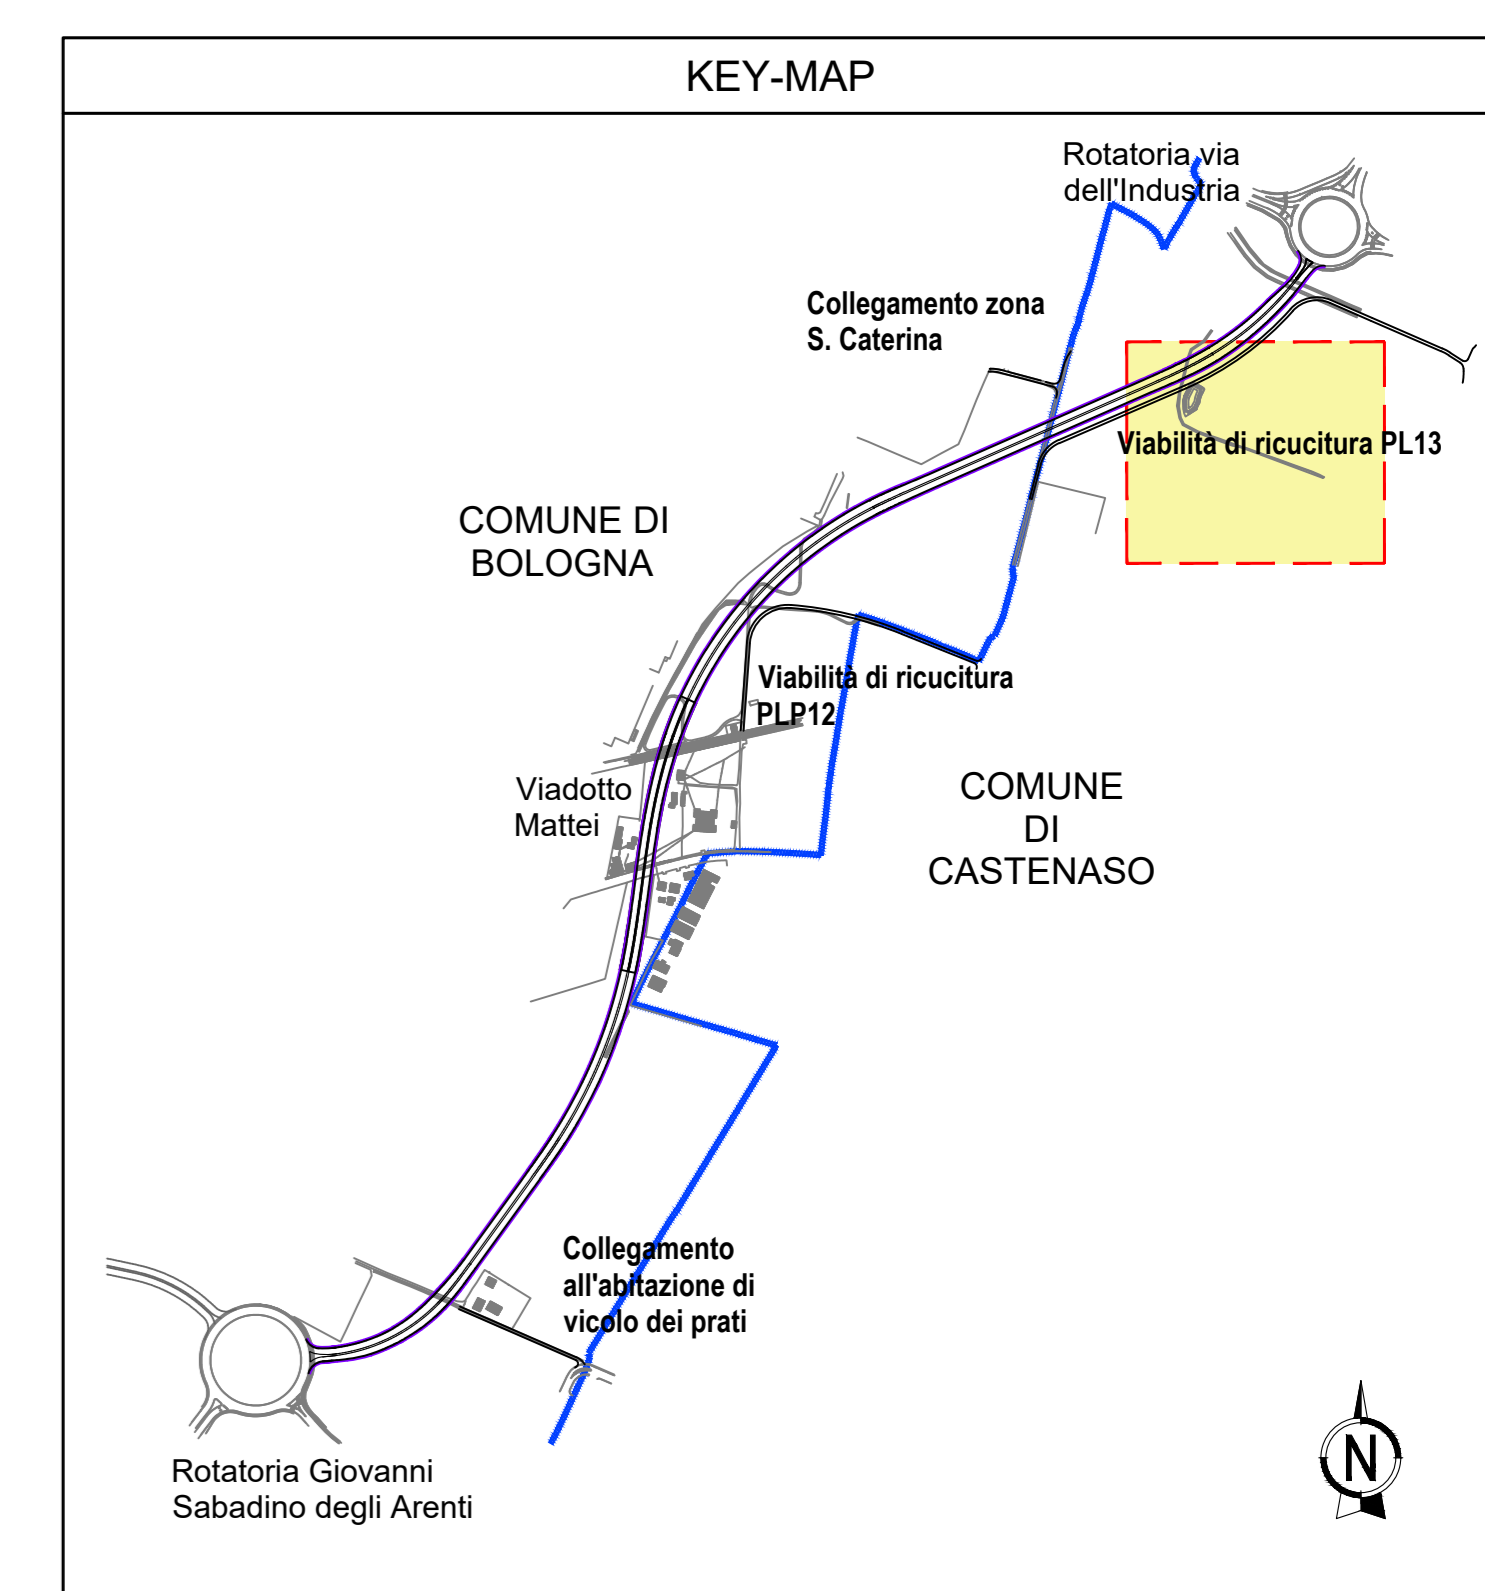 KEY-MAP
Rotatoria via
dell'Industria
Collegamento zona
S. Caterina
Viabilità di ricucitura PL13
COMUNE DI
BOLOGNA
Viabilità di ricucitura
PLP12
Viadotto
Mattei
COMUNE
DI
CASTENASO
Collegamento
all'abitazione di
vicolo dei prati
Rotatoria Giovanni
Sabadino degli Arenti
N